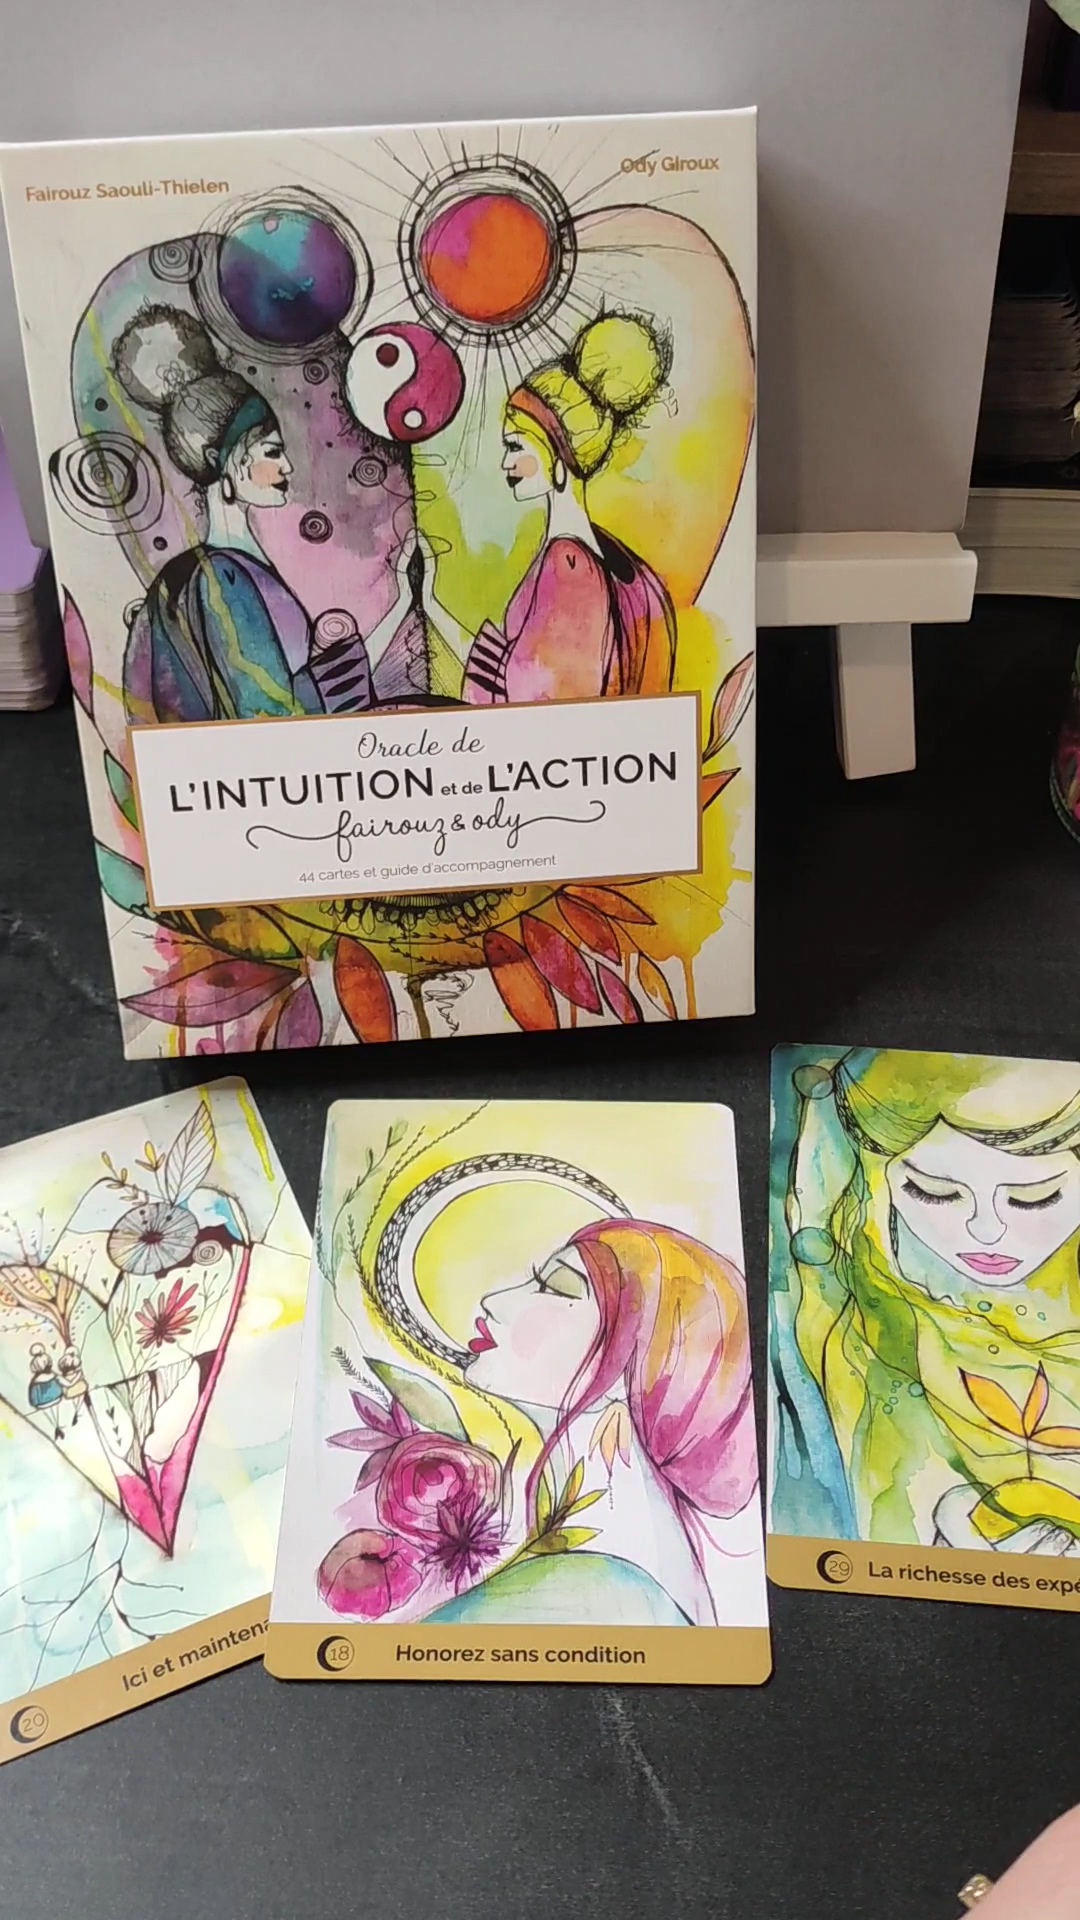 Fairouz Saouli-Thielen
Ody Giroux
Oracle de
L'INTUITION et de L'ACTION
fairouz & ody
44 cartes et guide d'accompagnement
20 Ici et maintena
18 Honorez sans condition
29 La richesse des expé